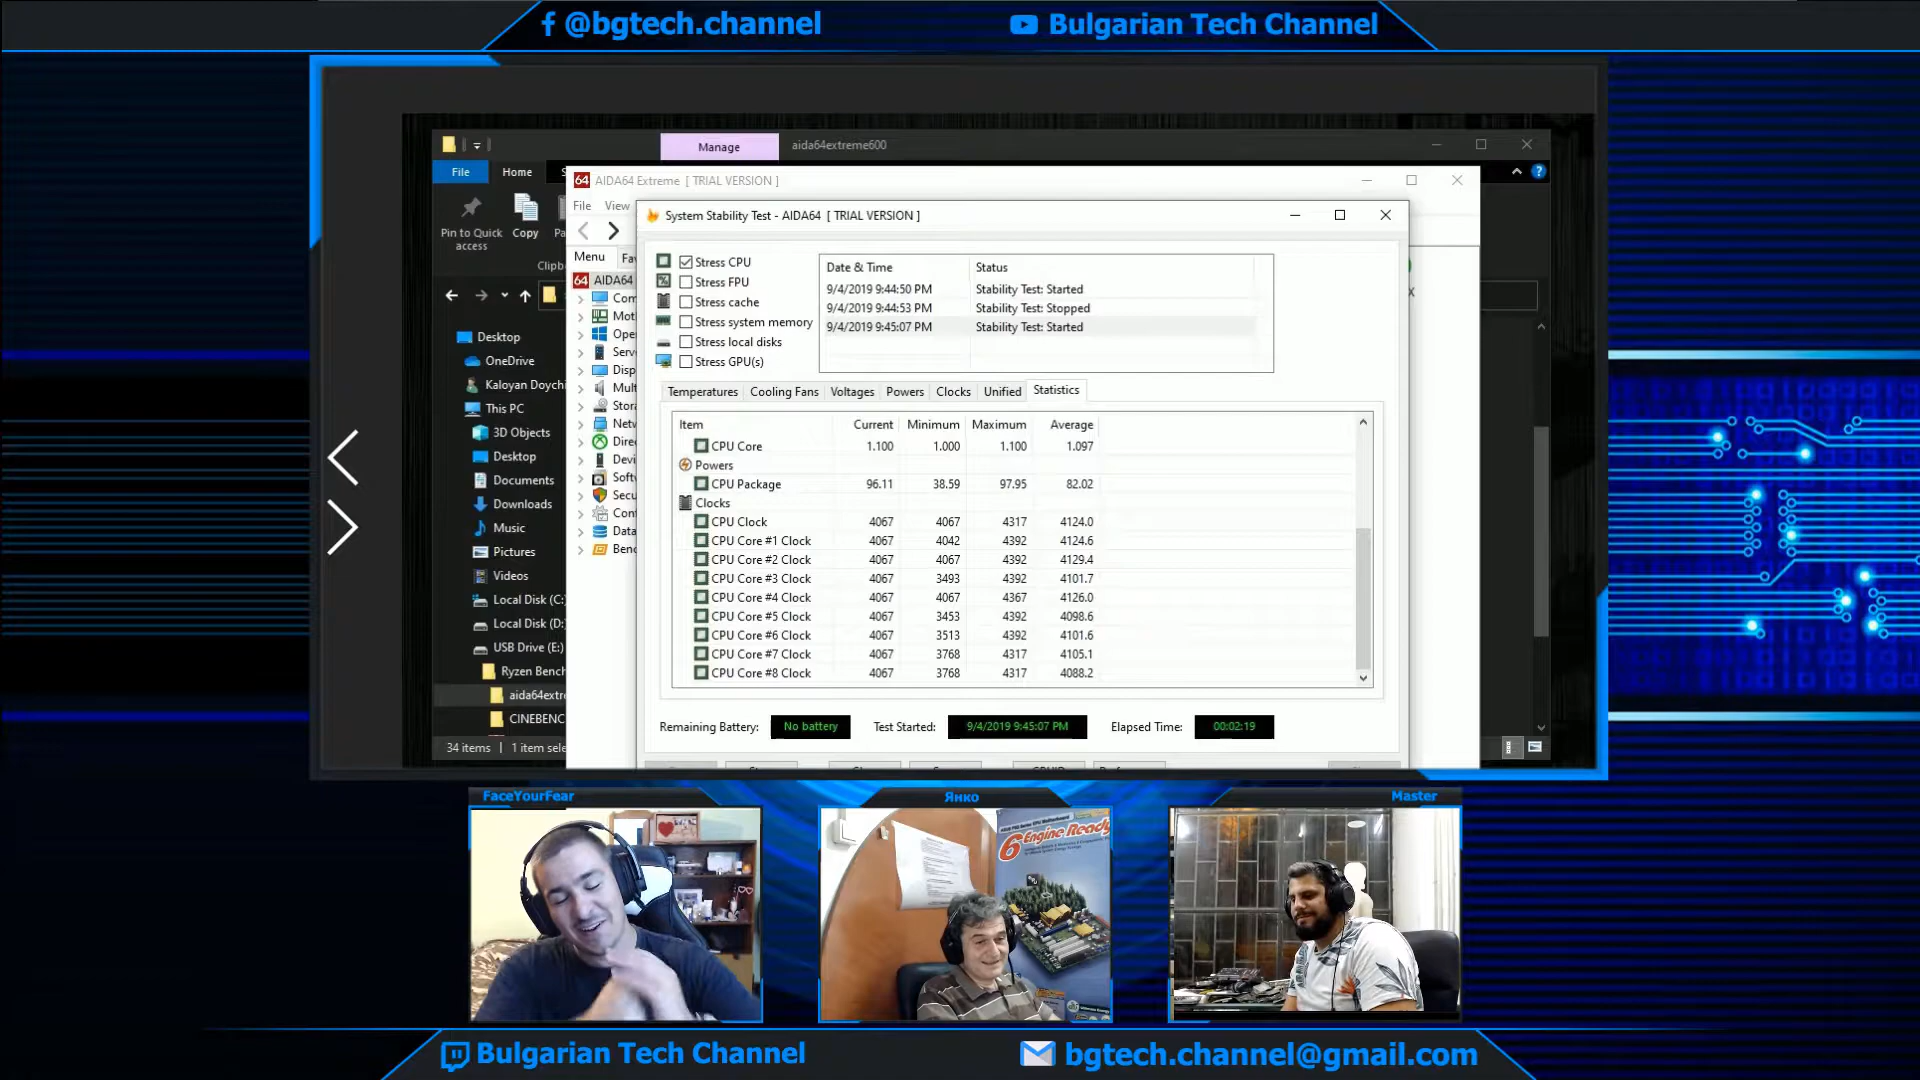 @bgtech.channel
Bulgarian Tech Channel
Manage
aida64extreme600
File
Home
AIDA64 Extreme [ TRIAL VERSION ]
File View
Pin to Quick access
Copy
System Stability Test - AIDA64 [ TRIAL VERSION ]
Menu
AIDA64
Stress CPU
Stress FPU
Stress cache
Stress system memory
Stress local disks
Stress GPU(s)
Date & Time Status
9/4/2019 9:44:50 PM Stability Test: Started
9/4/2019 9:44:53 PM Stability Test: Stopped
9/4/2019 9:45:07 PM Stability Test: Started
Desktop
OneDrive
Kaloyan Doychi
This PC
3D Objects
Desktop
Documents
Downloads
Music
Pictures
Videos
Local Disk (C:
Local Disk (D:
USB Drive (E:)
Ryzen Bench
aida64extre
CINEBENC
34 items 1 item sele
Temperatures Cooling Fans Voltages Powers Clocks Unified Statistics
Item Current Minimum Maximum Average
CPU Core 1.100 1.000 1.100 1.097
Powers
CPU Package 96.11 38.59 97.95 82.02
Clocks
CPU Clock 4067 4067 4317 4124.0
CPU Core #1 Clock 4067 4042 4392 4124.6
CPU Core #2 Clock 4067 4067 4392 4129.4
CPU Core #3 Clock 4067 3493 4392 4101.7
CPU Core #4 Clock 4067 4067 4367 4126.0
CPU Core #5 Clock 4067 3453 4392 4098.6
CPU Core #6 Clock 4067 3513 4392 4101.6
CPU Core #7 Clock 4067 3768 4317 4105.1
CPU Core #8 Clock 4067 3768 4317 4088.2
Remaining Battery: No battery Test Started: 9/4/2019 9:45:07 PM Elapsed Time: 00:02:19
FaceYourFear
Янко
Master
6 Engine Ready
Bulgarian Tech Channel
bgtech.channel@gmail.com